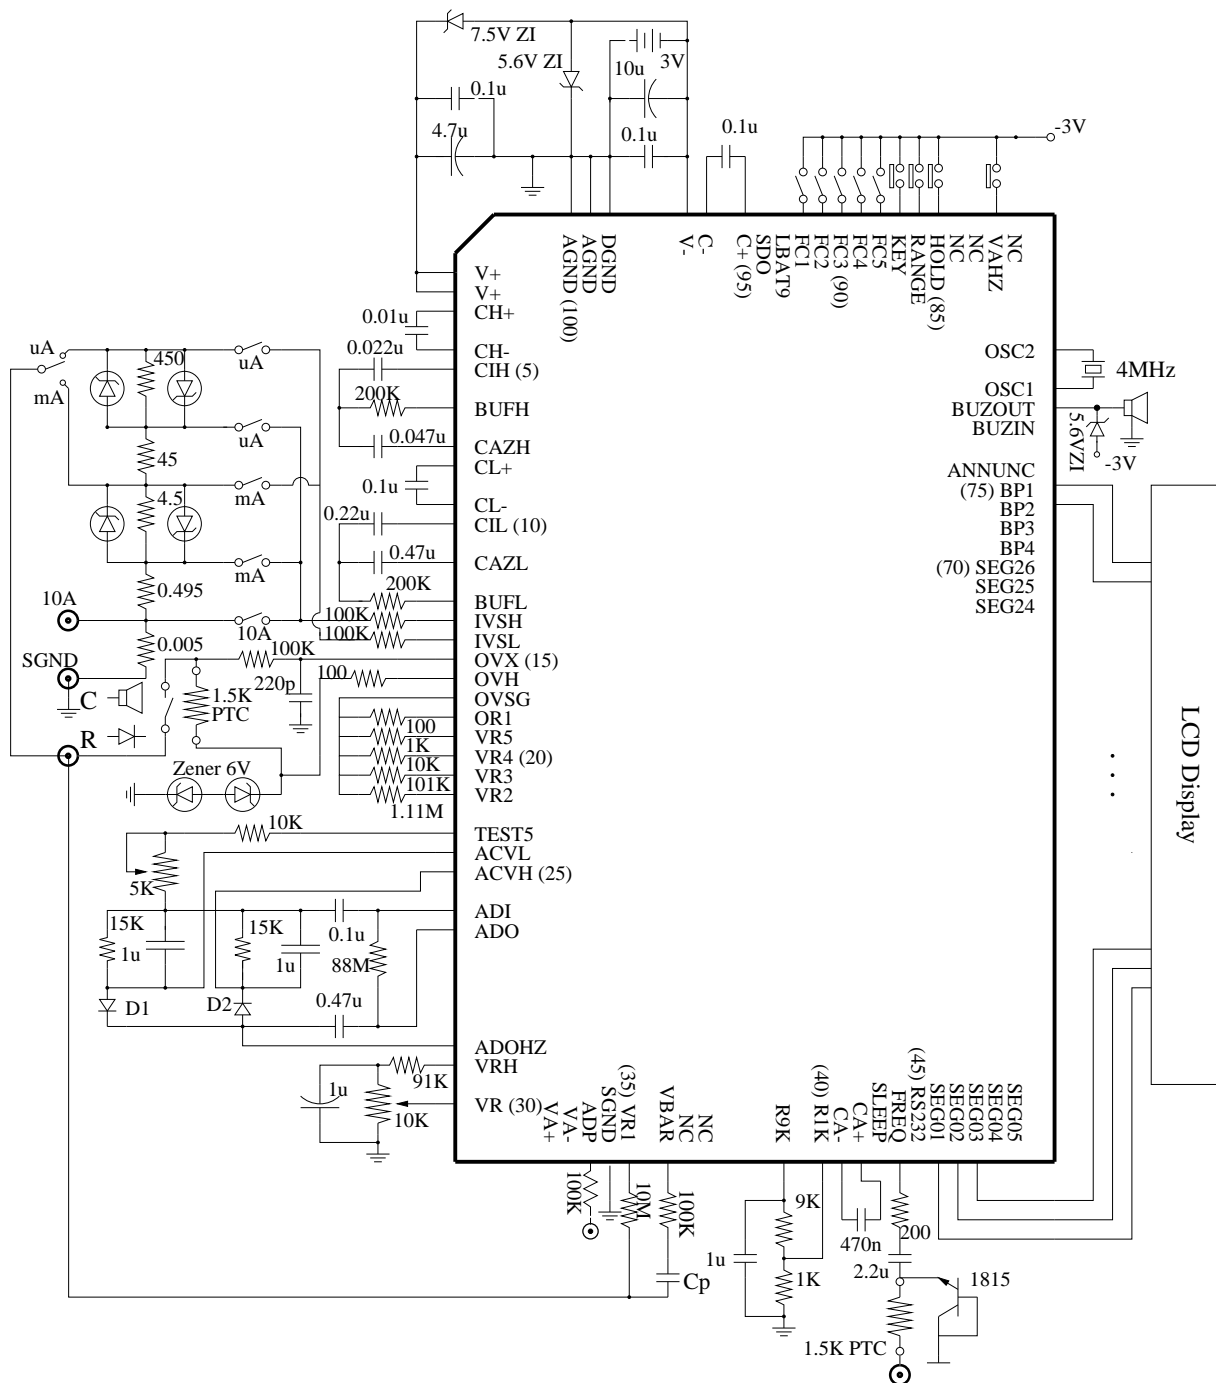 7.5V ZI
5.6V ZI
10u
3V
0.1u
4.7u
0.1u
0.1u
-3V
V+
V+
CH+
CH-
CIH (5)
BUFH
CAZH
CL+
CL-
CIL (10)
CAZL
BUFL
IVSH
IVSL
OVX (15)
OVH
OVSG
OR1
VR5
VR4 (20)
VR3
VR2
TEST5
ACVL
ACVH (25)
ADI
ADO
ADOHZ
VRH
VR (30)
AGND (100)
AGND
DGND
V-
C-
C+ (95)
SDO
LBAT9
FC1
FC2
FC3 (90)
FC4
FC5
KEY
RANGE
HOLD (85)
NC
NC
VAHZ
NC
OSC2
OSC1
BUZOUT
BUZIN
ANNUNC
(75) BP1
BP2
BP3
BP4
(70) SEG26
SEG25
SEG24
4MHz
5.6VZI
-3V
LCD Display
0.01u
0.022u
200K
0.047u
0.1u
0.22u
0.47u
200K
100K
100K
uA
mA
450
uA
uA
45
4.5
mA
mA
0.495
10A
10A
0.005
SGND
100K
100
220p
C
1.5K
PTC
R
Zener 6V
100
1K
10K
101K
1.11M
10K
5K
15K
1u
15K
1u
0.1u
88M
D1
D2
0.47u
91K
1u
10K
VA+
VA-
ADP
SGND
(35) VR1
VBAR
NC
NC
R9K
(40) R1K
CA-
CA+
SLEEP
FREQ
(45) RS232
SEG01
SEG02
SEG03
SEG04
SEG05
100K
10M
100K
Cp
9K
1u
1K
470n
200
2.2u
1815
1.5K PTC